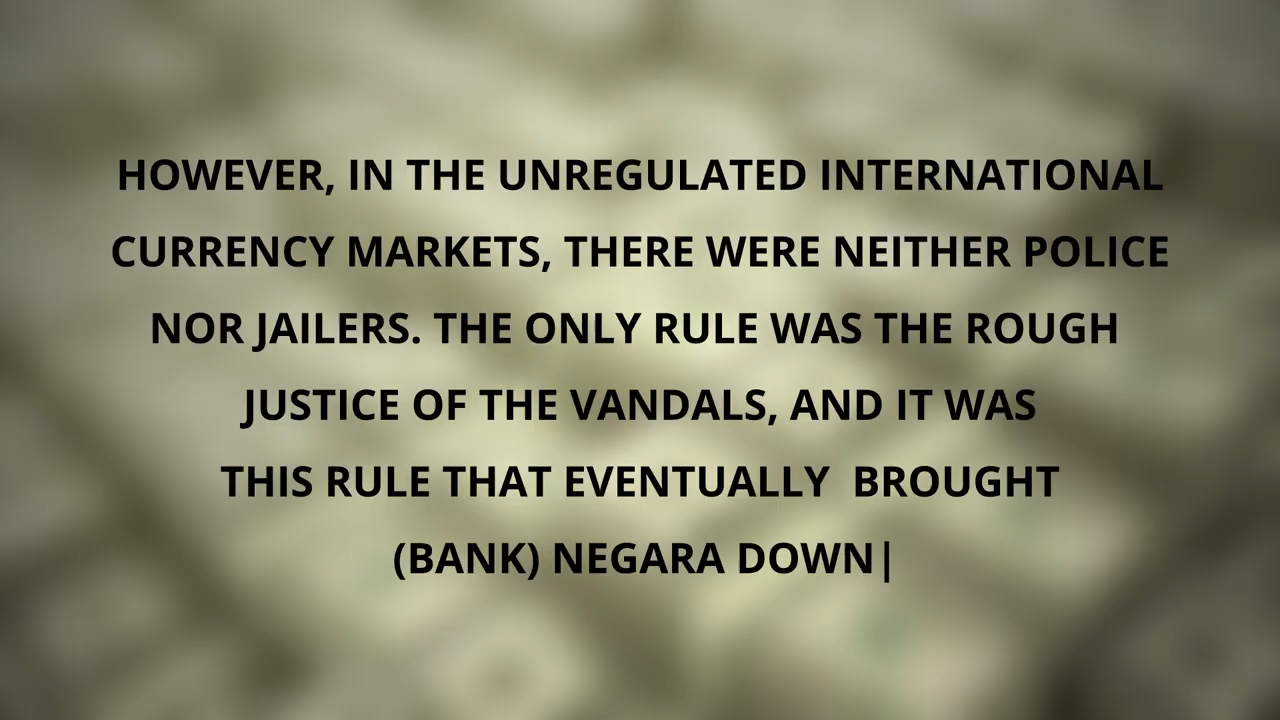 HOWEVER, IN THE UNREGULATED INTERNATIONAL
CURRENCY MARKETS, THERE WERE NEITHER POLICE
NOR JAILERS. THE ONLY RULE WAS THE ROUGH
JUSTICE OF THE VANDALS, AND IT WAS
THIS RULE THAT EVENTUALLY  BROUGHT
(BANK) NEGARA DOWN|